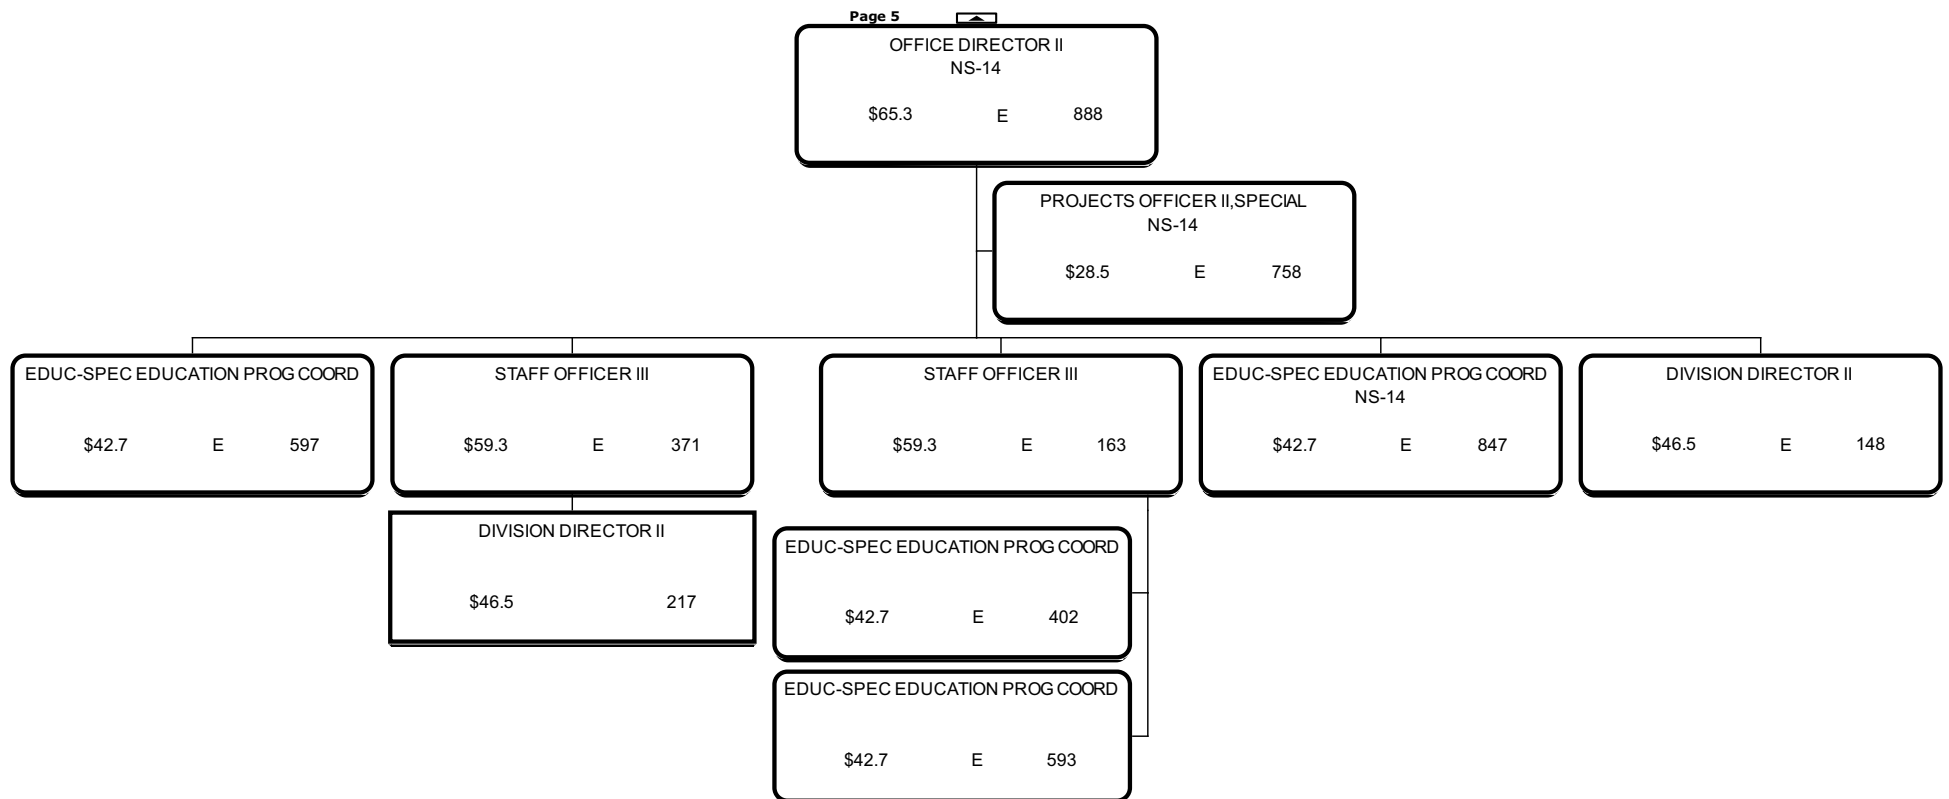 Page 5
OFFICE DIRECTOR II
NS-14
$65.3 E 888
PROJECTS OFFICER II,SPECIAL
NS-14
$28.5 E 758
EDUC-SPEC EDUCATION PROG COORD
$42.7 E 597
STAFF OFFICER III
$59.3 E 371
STAFF OFFICER III
$59.3 E 163
EDUC-SPEC EDUCATION PROG COORD
NS-14
$42.7 E 847
DIVISION DIRECTOR II
$46.5 E 148
DIVISION DIRECTOR II
$46.5 217
EDUC-SPEC EDUCATION PROG COORD
$42.7 E 402
EDUC-SPEC EDUCATION PROG COORD
$42.7 E 593